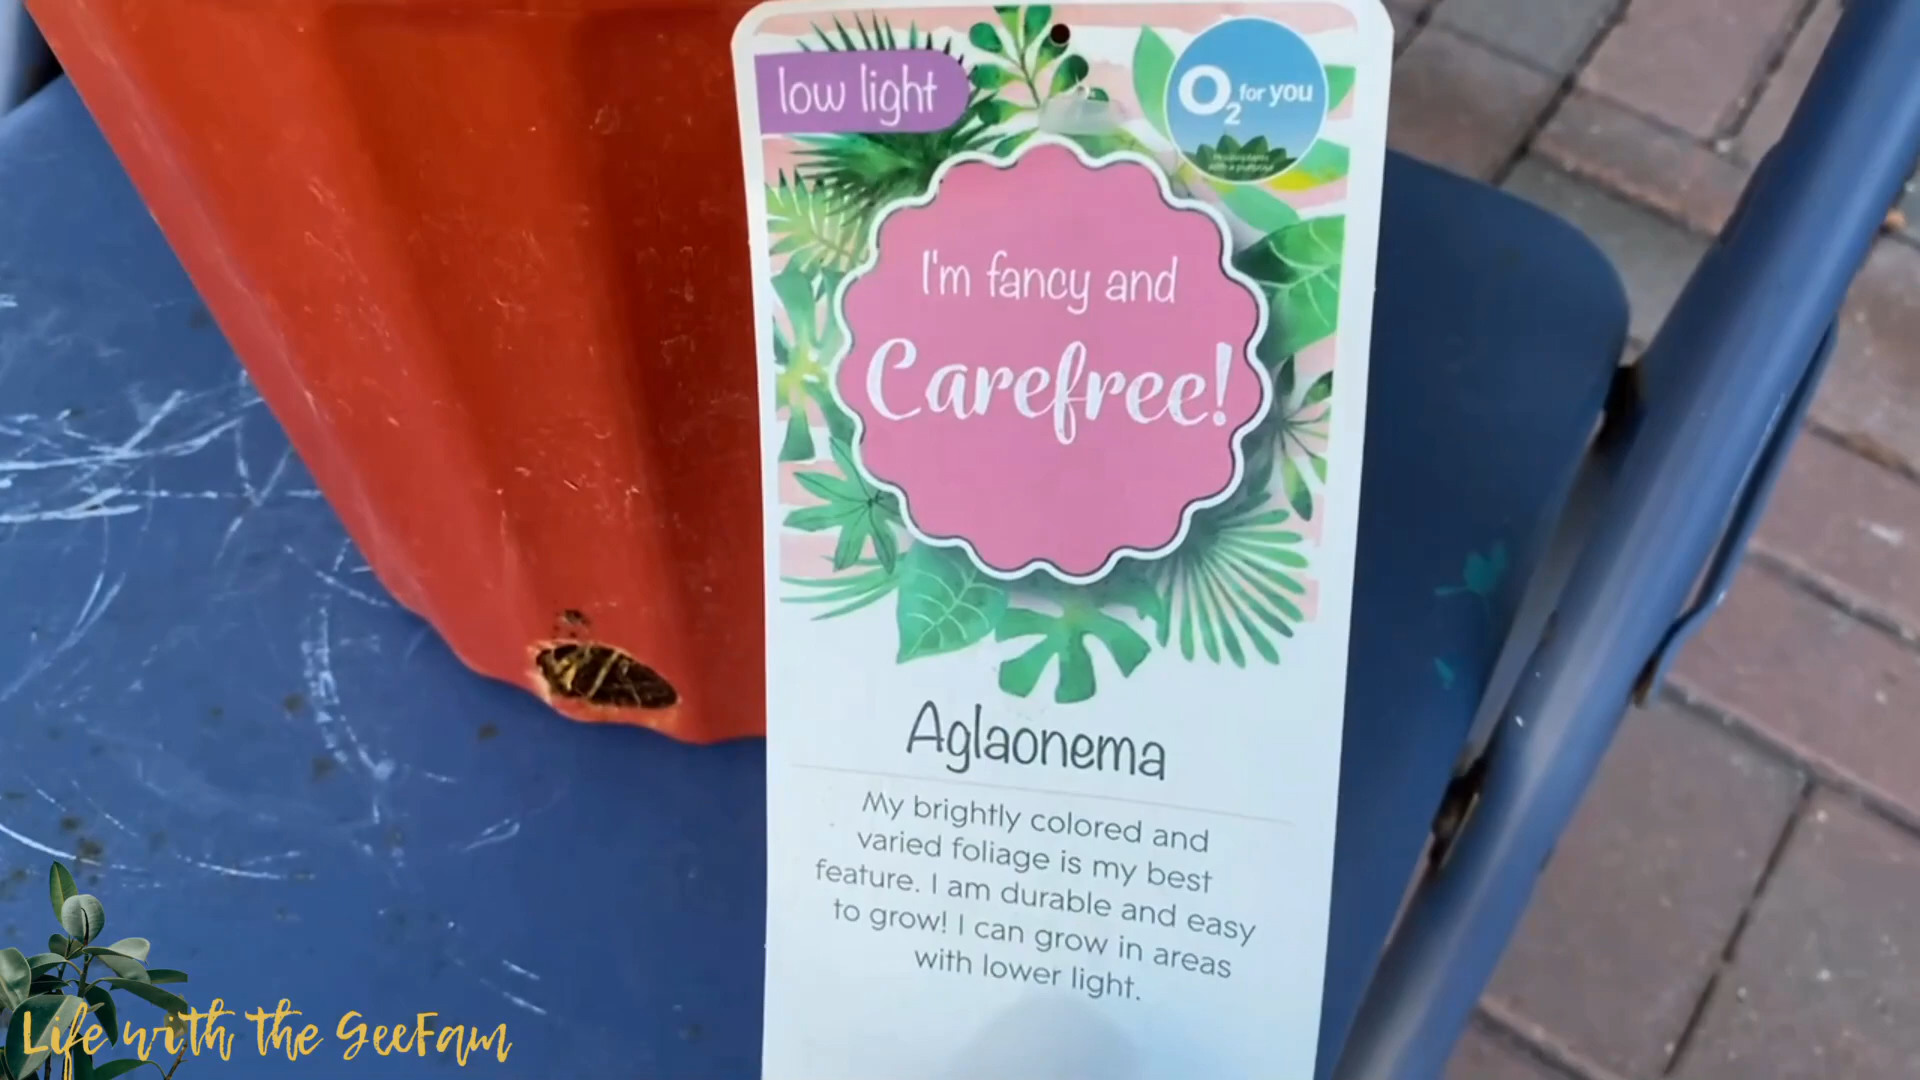 low light
O2 for you
I'm fancy and
Carefree!
Aglaonema
My brightly colored and
varied foliage is my best
feature. I am durable and easy
to grow! I can grow in areas
with lower light.
Life with the GeeFam